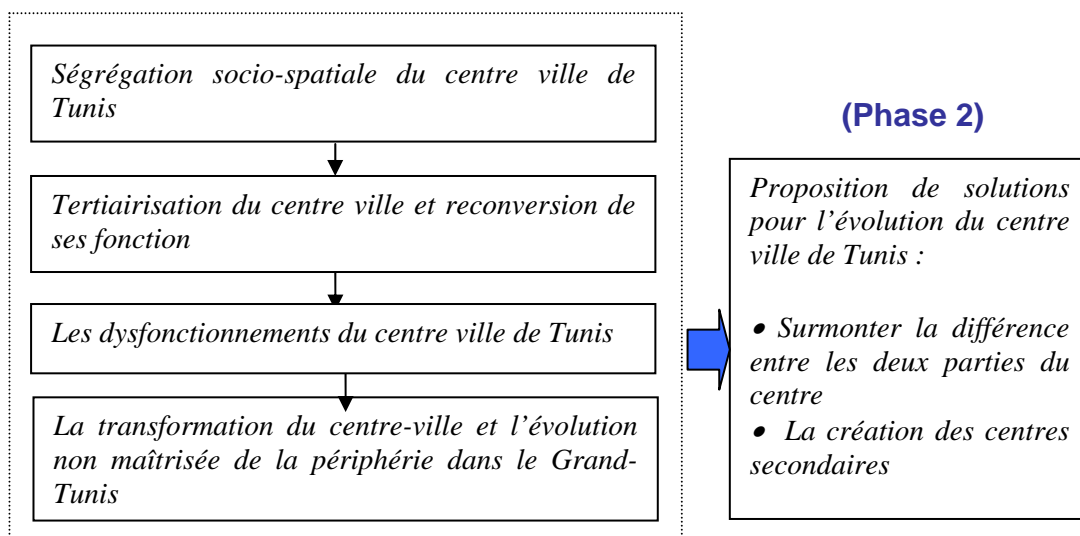 Ségrégation socio-spatiale du centre ville de
Tunis
Tertiairisation du centre ville et reconversion de
ses fonction
Les dysfonctionnements du centre ville de Tunis
La transformation du centre-ville et l’évolution
non maîtrisée de la périphérie dans le Grand-
Tunis
(Phase 2)
Proposition de solutions
pour l’évolution du centre
ville de Tunis :
● Surmonter la différence
entre les deux parties du
centre
● La création des centres
secondaires